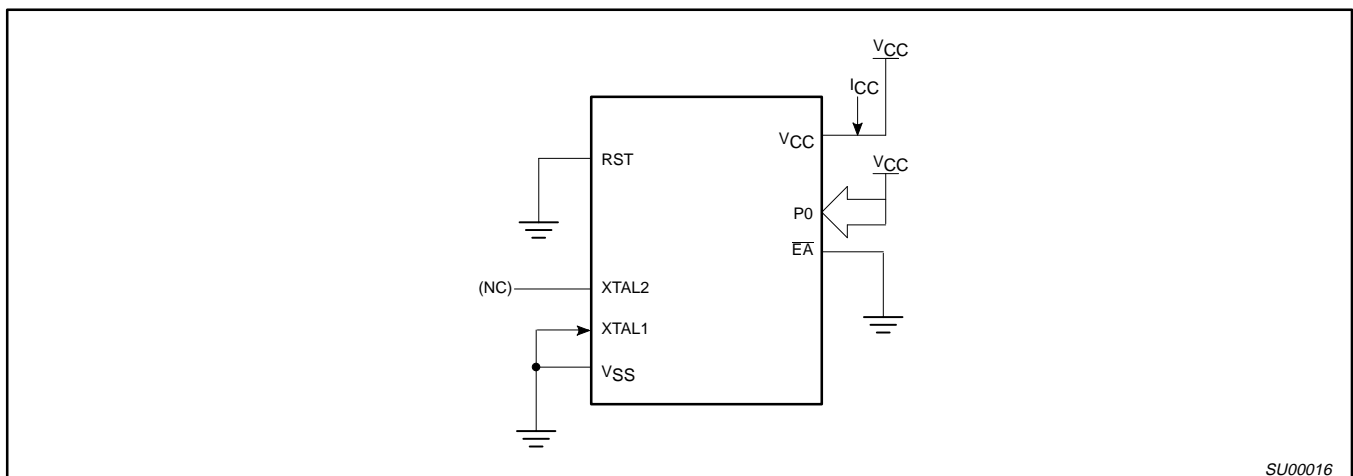 VCC
ICC
VCC
RST
VCC
P0
EA
(NC)
XTAL2
XTAL1
VSS
SU00016